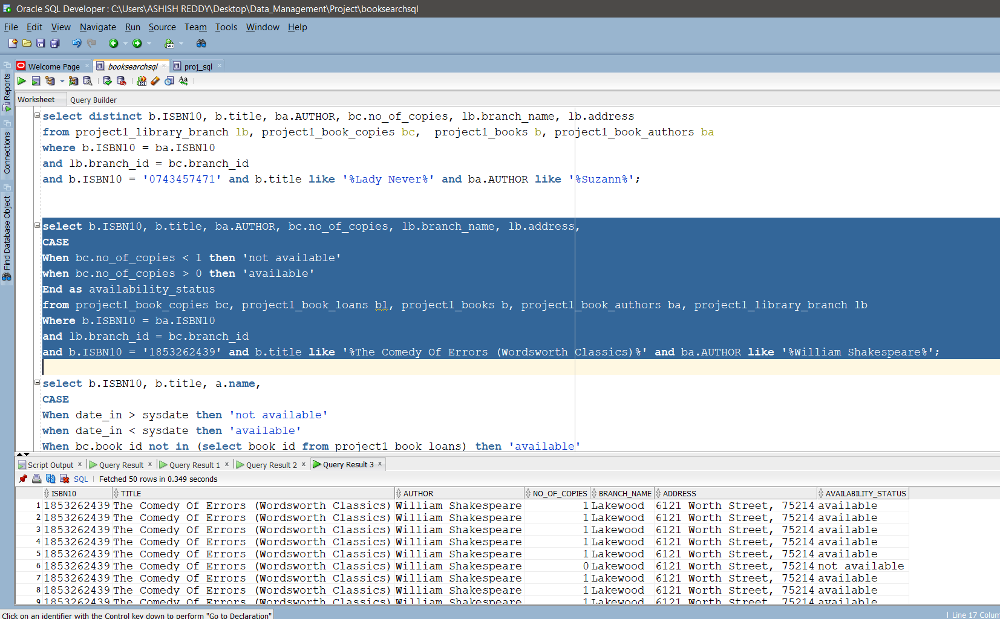 Oracle SQL Developer : C:\Users\ASHISH REDDY\Desktop\Data_Management\Project\booksearchsql
File Edit View Navigate Run Source Team Tools Window Help
Welcome Page booksearchsql proj_sql
Reports
Connections
Find Database Object
Worksheet Query Builder
select distinct b.ISBN10, b.title, ba.AUTHOR, bc.no_of_copies, lb.branch_name, lb.address
from project1_library_branch lb, project1_book_copies bc,  project1_books b, project1_book_authors ba
where b.ISBN10 = ba.ISBN10
and lb.branch_id = bc.branch_id
and b.ISBN10 = '0743457471' and b.title like '%Lady Never%' and ba.AUTHOR like '%Suzann%';
select b.ISBN10, b.title, ba.AUTHOR, bc.no_of_copies, lb.branch_name, lb.address,
CASE
When bc.no_of_copies < 1 then 'not available'
when bc.no_of_copies > 0 then 'available'
End as availability_status
from project1_book_copies bc, project1_book_loans bl, project1_books b, project1_book_authors ba, project1_library_branch lb
Where b.ISBN10 = ba.ISBN10
and lb.branch_id = bc.branch_id
and b.ISBN10 = '1853262439' and b.title like '%The Comedy Of Errors (Wordsworth Classics)%' and ba.AUTHOR like '%William Shakespeare%';
select b.ISBN10, b.title, a.name,
CASE
When date_in > sysdate then 'not available'
when date_in < sysdate then 'available'
When bc.book_id not in (select book_id from project1_book_loans) then 'available'
Script Output x Query Result x Query Result 1 x Query Result 2 x Query Result 3 x
SQL | Fetched 50 rows in 0.349 seconds
ISBN10 TITLE AUTHOR NO_OF_COPIES BRANCH_NAME ADDRESS AVAILABILITY_STATUS
1 1853262439 The Comedy Of Errors (Wordsworth Classics) William Shakespeare 1 Lakewood 6121 Worth Street, 75214 available
2 1853262439 The Comedy Of Errors (Wordsworth Classics) William Shakespeare 1 Lakewood 6121 Worth Street, 75214 available
3 1853262439 The Comedy Of Errors (Wordsworth Classics) William Shakespeare 1 Lakewood 6121 Worth Street, 75214 available
4 1853262439 The Comedy Of Errors (Wordsworth Classics) William Shakespeare 1 Lakewood 6121 Worth Street, 75214 available
5 1853262439 The Comedy Of Errors (Wordsworth Classics) William Shakespeare 1 Lakewood 6121 Worth Street, 75214 available
6 1853262439 The Comedy Of Errors (Wordsworth Classics) William Shakespeare 0 Lakewood 6121 Worth Street, 75214 not available
7 1853262439 The Comedy Of Errors (Wordsworth Classics) William Shakespeare 1 Lakewood 6121 Worth Street, 75214 available
8 1853262439 The Comedy Of Errors (Wordsworth Classics) William Shakespeare 1 Lakewood 6121 Worth Street, 75214 available
9 1853262439 The Comedy Of Errors (Wordsworth Classics) William Shakespeare 1 Lakewood 6121 Worth Street, 75214 available
Click on an identifier with the Control key down to perform "Go to Declaration" | Line 17 Colum